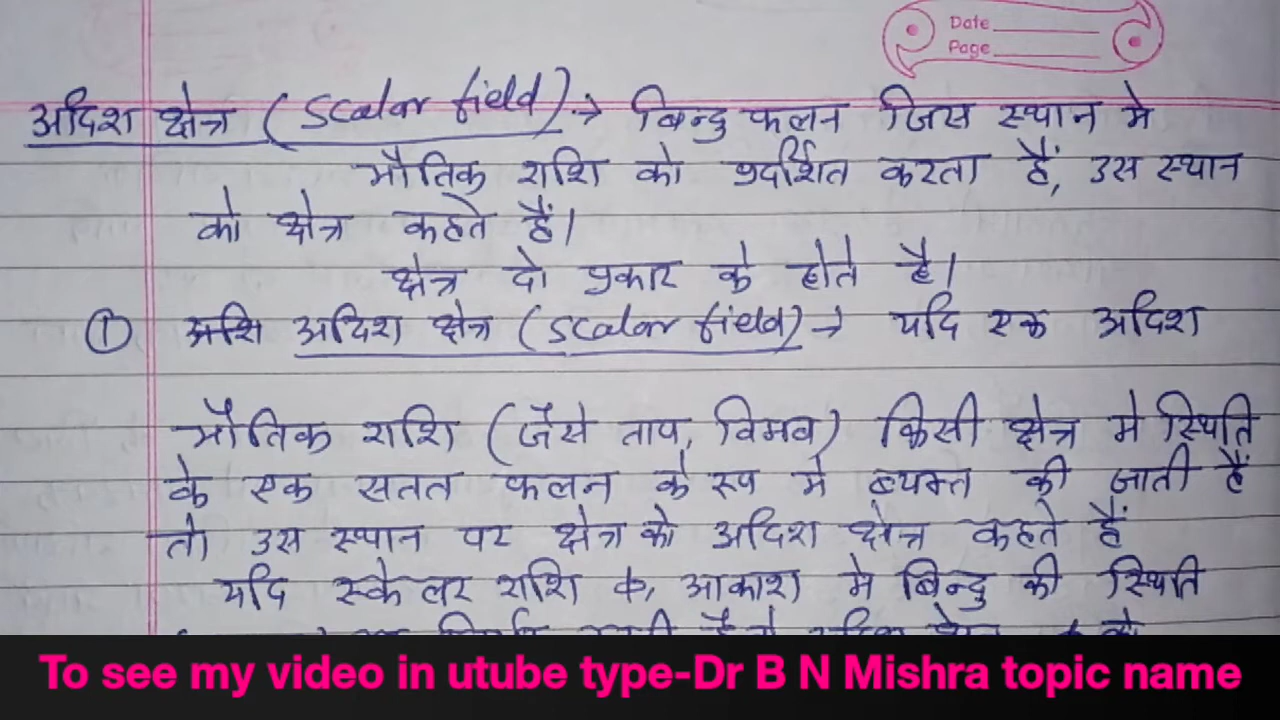 Date
Page
अदिश क्षेत्र (Scalar field) → बिन्दु फलन जिस स्थान मे
भौतिक राशि को प्रदर्शित करता हैं, उस स्थान
को क्षेत्र कहते हैं।
क्षेत्र दो प्रकार के होते है।
① अदिश क्षेत्र (Scalar field) → यदि एक अदिश
भौतिक राशि (जैसे ताप, विभव) किसी क्षेत्र मे स्थिति
के एक सतत फलन के रूप मे व्यक्त की जाती हैं
तो उस स्थान पर क्षेत्र को अदिश क्षेत्र कहते हैं
यदि स्केलर राशि ϕ, आकाश मे बिन्दु की स्थिति
To see my video in utube type-Dr B N Mishra topic name